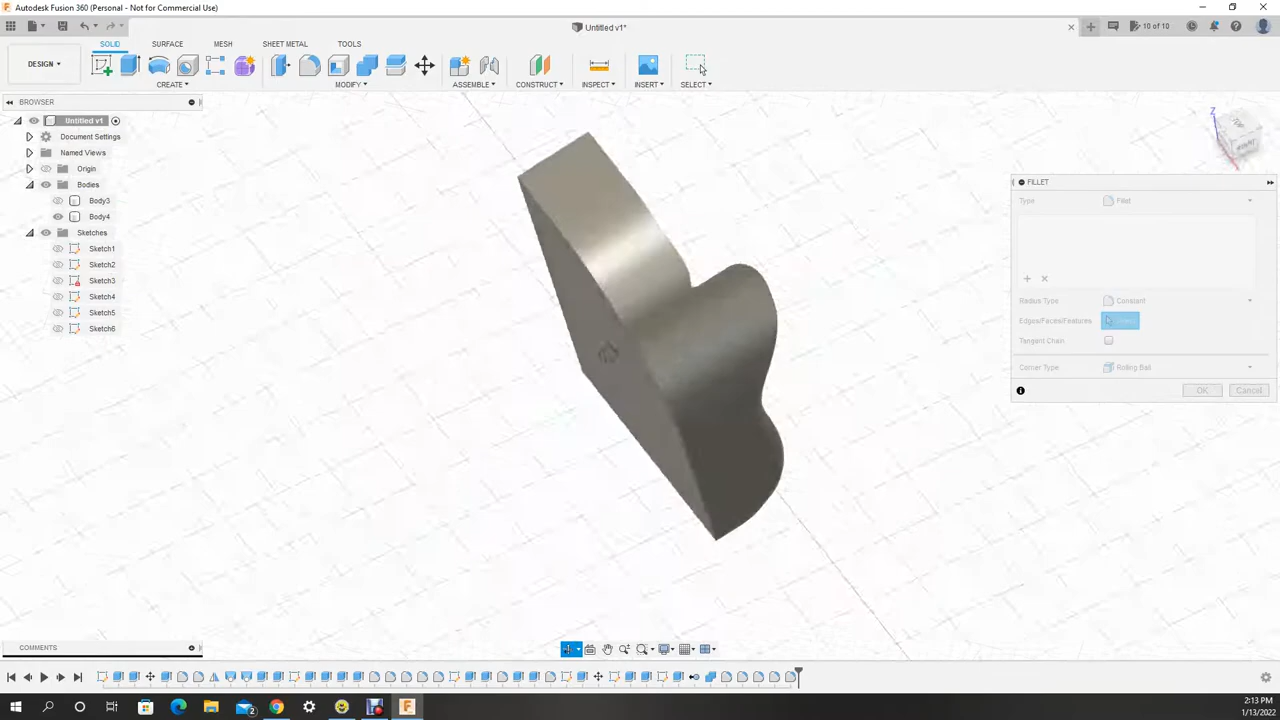 Autodesk Fusion 360 (Personal - Not for Commercial Use)
Untitled v1*
10 of 10
SOLID SURFACE MESH SHEET METAL TOOLS
DESIGN
CREATE MODIFY ASSEMBLE CONSTRUCT INSPECT INSERT SELECT
BROWSER
Untitled v1
Document Settings
Named Views
Origin
Bodies
Body3
Body4
Sketches
Sketch1
Sketch2
Sketch3
Sketch4
Sketch5
Sketch6
Z
TOP
RIGHT
FILLET
Type Fillet
Radius Type Constant
Edges/Faces/Features
Tangent Chain
Corner Type Rolling Ball
OK Cancel
COMMENTS
2:13 PM
1/13/2022